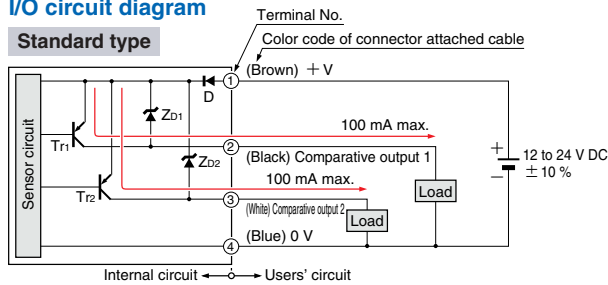 I/O circuit diagram
Terminal No.
Standard type
Color code of connector attached cable
1
(Brown) +V
D
ZD1
100 mA max.
Tr1
2
(Black) Comparative output 1
+
12 to 24 V DC
± 10 %
−
Sensor circuit
ZD2
100 mA max.
Load
Tr2
3
(White) Comparative output 2
Load
4
(Blue) 0 V
Internal circuit
Users' circuit